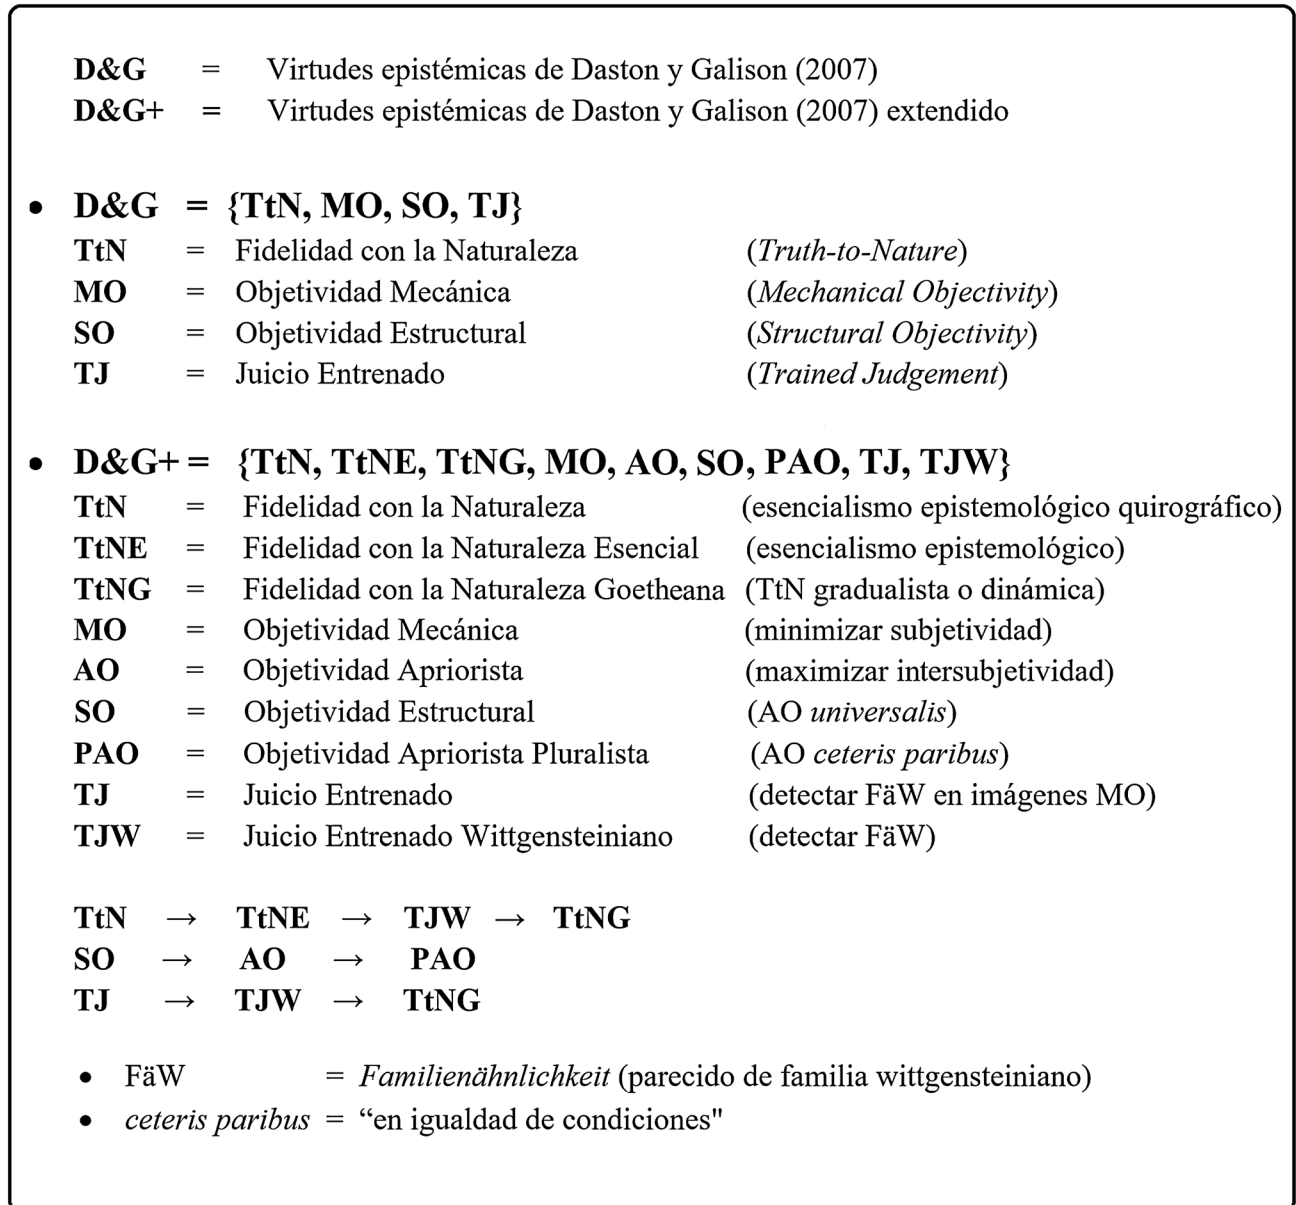 D&G = Virtudes epistémicas de Daston y Galison (2007)
D&G+ = Virtudes epistémicas de Daston y Galison (2007) extendido
• D&G = {TtN, MO, SO, TJ}
TtN = Fidelidad con la Naturaleza (Truth-to-Nature)
MO = Objetividad Mecánica (Mechanical Objectivity)
SO = Objetividad Estructural (Structural Objectivity)
TJ = Juicio Entrenado (Trained Judgement)
• D&G+ = {TtN, TtNE, TtNG, MO, AO, SO, PAO, TJ, TJW}
TtN = Fidelidad con la Naturaleza (esencialismo epistemológico quirográfico)
TtNE = Fidelidad con la Naturaleza Esencial (esencialismo epistemológico)
TtNG = Fidelidad con la Naturaleza Goetheana (TtN gradualista o dinámica)
MO = Objetividad Mecánica (minimizar subjetividad)
AO = Objetividad Apriorista (maximizar intersubjetividad)
SO = Objetividad Estructural (AO universalis)
PAO = Objetividad Apriorista Pluralista (AO ceteris paribus)
TJ = Juicio Entrenado (detectar FäW en imágenes MO)
TJW = Juicio Entrenado Wittgensteiniano (detectar FäW)
TtN → TtNE → TJW → TtNG
SO → AO → PAO
TJ → TJW → TtNG
• FäW = Familienähnlichkeit (parecido de familia wittgensteiniano)
• ceteris paribus = “en igualdad de condiciones"